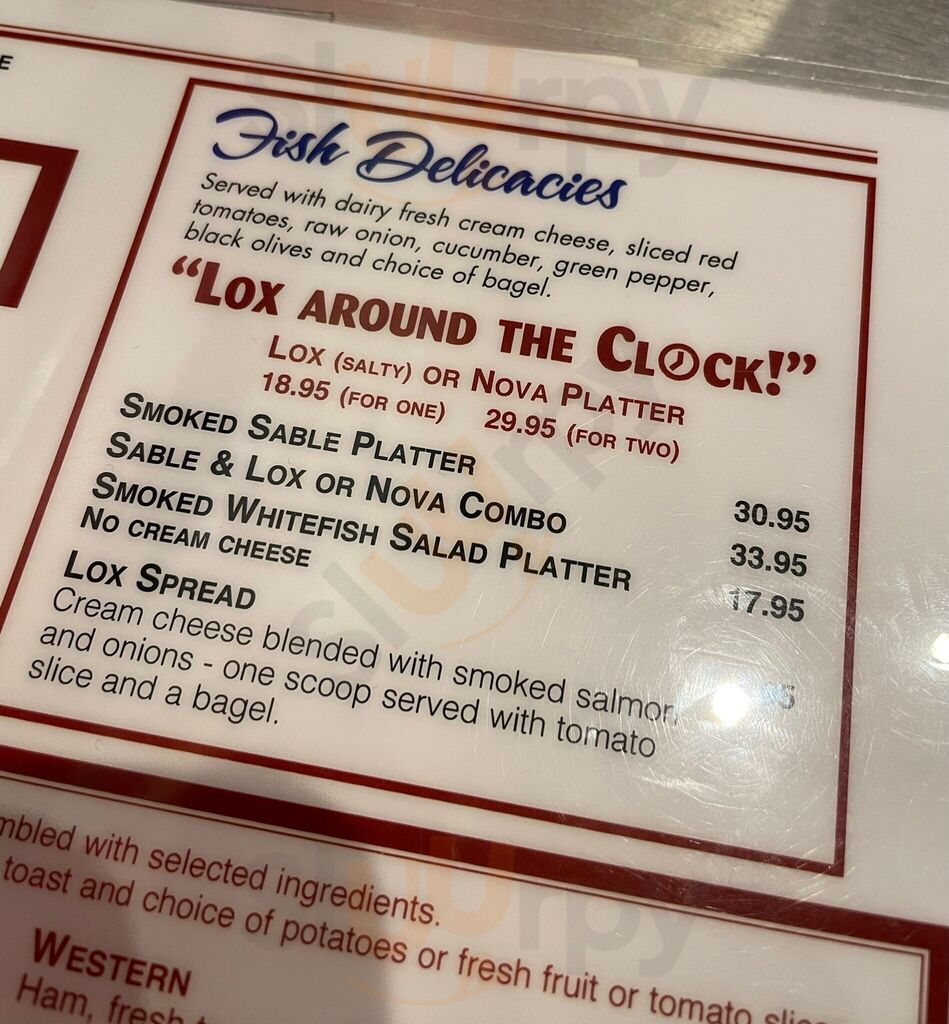 E
Fish Delicacies
Served with dairy fresh cream cheese, sliced red
tomatoes, raw onion, cucumber, green pepper,
black olives and choice of bagel.
"LOX AROUND THE CLOCK!"
LOX (SALTY) OR NOVA PLATTER
18.95 (FOR ONE) 29.95 (FOR TWO)
SMOKED SABLE PLATTER 30.95
SABLE & LOX OR NOVA COMBO 33.95
SMOKED WHITEFISH SALAD PLATTER 17.95
NO CREAM CHEESE
LOX SPREAD 5
Cream cheese blended with smoked salmon
and onions - one scoop served with tomato
slice and a bagel.
mbled with selected ingredients.
toast and choice of potatoes or fresh fruit or tomato
WESTERN
Ham, fresh
sluurpy
sluurpy
sluurpy